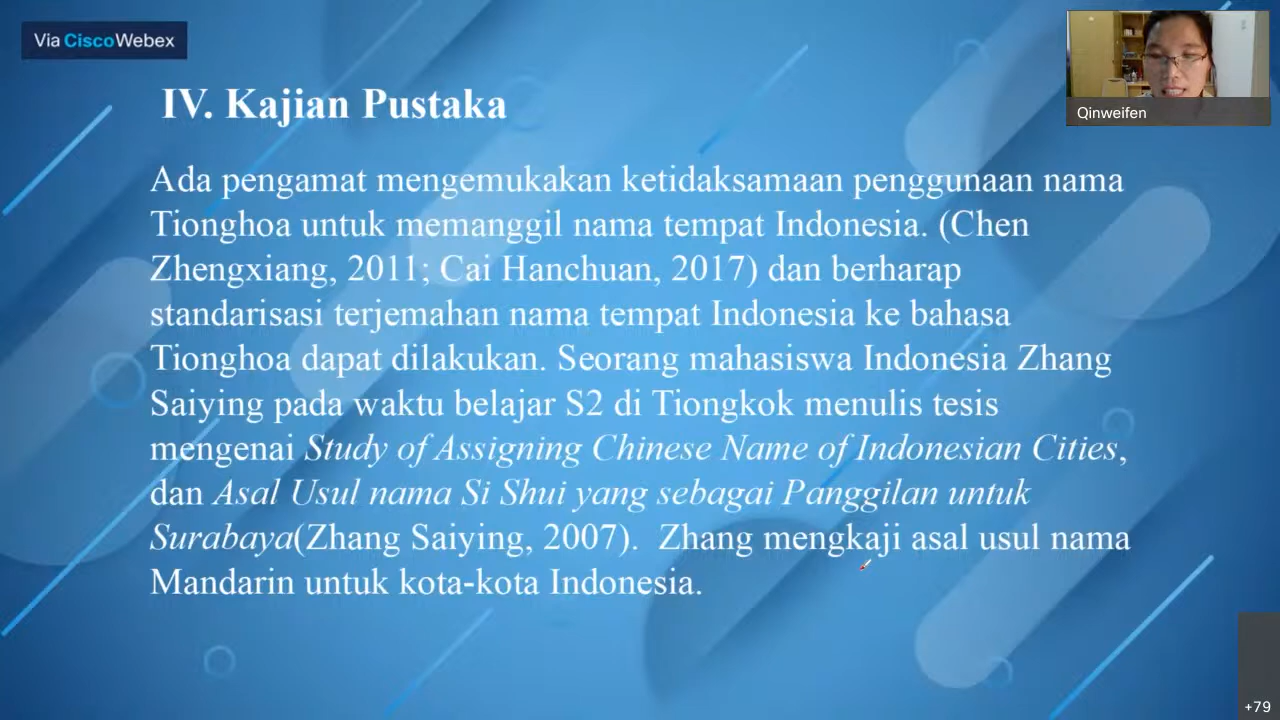 Via CiscoWebex
Qinweifen
IV. Kajian Pustaka
Ada pengamat mengemukakan ketidaksamaan penggunaan nama
Tionghoa untuk memanggil nama tempat Indonesia. (Chen
Zhengxiang, 2011; Cai Hanchuan, 2017) dan berharap
standarisasi terjemahan nama tempat Indonesia ke bahasa
Tionghoa dapat dilakukan. Seorang mahasiswa Indonesia Zhang
Saiying pada waktu belajar S2 di Tiongkok menulis tesis
mengenai Study of Assigning Chinese Name of Indonesian Cities,
dan Asal Usul nama Si Shui yang sebagai Panggilan untuk
Surabaya(Zhang Saiying, 2007).  Zhang mengkaji asal usul nama
Mandarin untuk kota-kota Indonesia.
+79